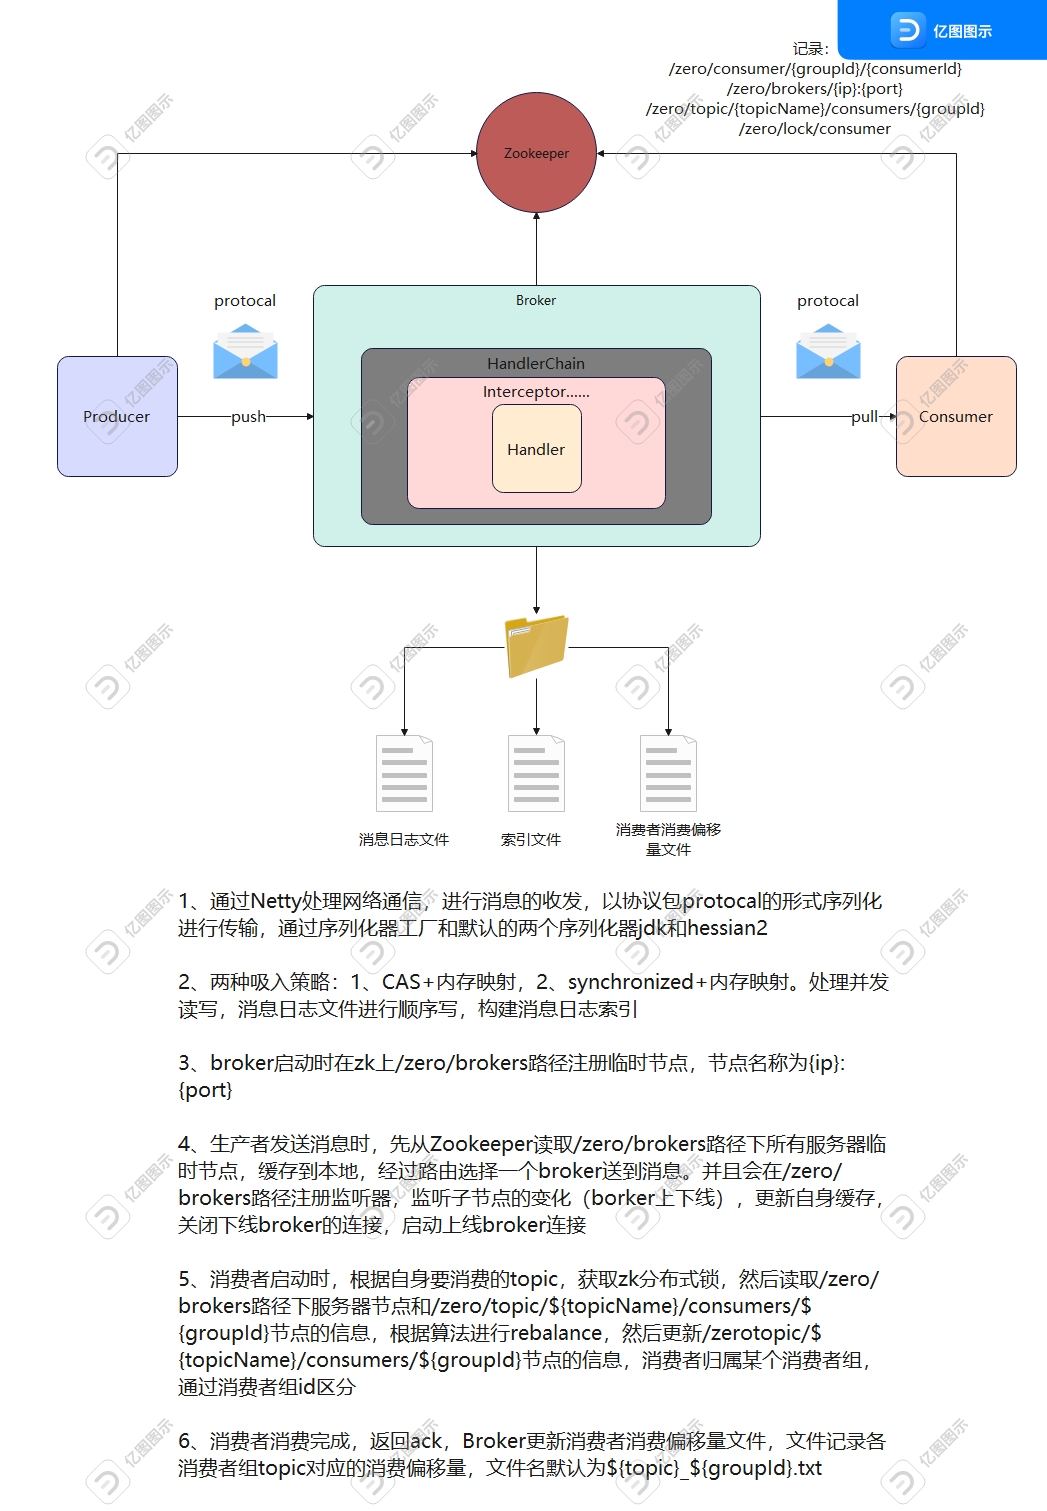 亿图图示
记录：
/zero/consumer/{groupId}/{consumerId}
/zero/brokers/{ip}:{port}
/zero/topic/{topicName}/consumers/{groupId}
/zero/lock/consumer
Zookeeper
protocal
Broker
protocal
HandlerChain
Interceptor......
Producer
push
Handler
pull
Consumer
消息日志文件
索引文件
消费者消费偏移
量文件
1、通过Netty处理网络通信，进行消息的收发，以协议包protocal的形式序列化
进行传输，通过序列化器工厂和默认的两个序列化器jdk和hessian2
2、两种吸入策略：1、CAS+内存映射，2、synchronized+内存映射。处理并发
读写，消息日志文件进行顺序写，构建消息日志索引
3、broker启动时在zk上/zero/brokers路径注册临时节点，节点名称为{ip}:
{port}
4、生产者发送消息时，先从Zookeeper读取/zero/brokers路径下所有服务器临
时节点，缓存到本地，经过路由选择一个broker送到消息。并且会在/zero/
brokers路径注册监听器，监听子节点的变化（borker上下线），更新自身缓存，
关闭下线broker的连接，启动上线broker连接
5、消费者启动时，根据自身要消费的topic，获取zk分布式锁，然后读取/zero/
brokers路径下服务器节点和/zero/topic/${topicName}/consumers/$
{groupId}节点的信息，根据算法进行rebalance，然后更新/zerotopic/$
{topicName}/consumers/${groupId}节点的信息，消费者归属某个消费者组，
通过消费者组id区分
6、消费者消费完成，返回ack，Broker更新消费者消费偏移量文件，文件记录各
消费者组topic对应的消费偏移量，文件名默认为${topic}_${groupId}.txt